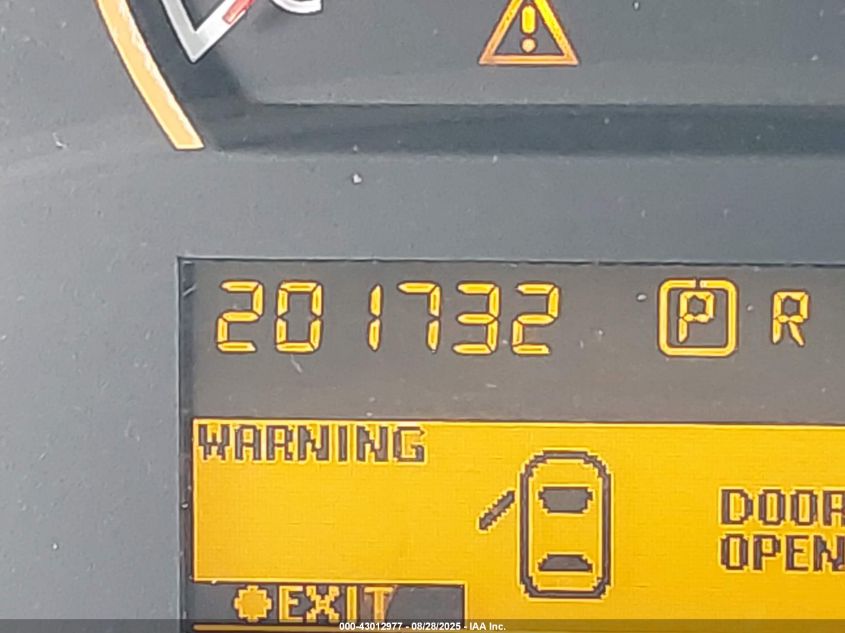 201732 P R
WARNING
DOOR
OPEN
EXIT
000-43012977 - 08/28/2025 - IAA Inc.